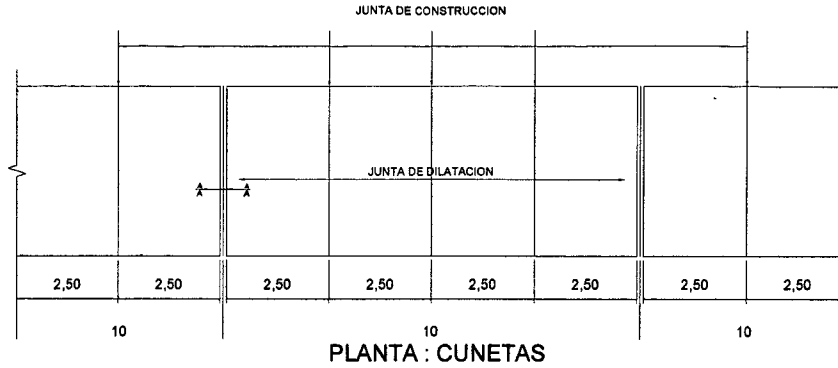 JUNTA DE CONSTRUCCION
JUNTA DE DILATACION
A A
A A
2,50 2,50 2,50 2,50 2,50 2,50 2,50 2,50
10 10 10
PLANTA : CUNETAS